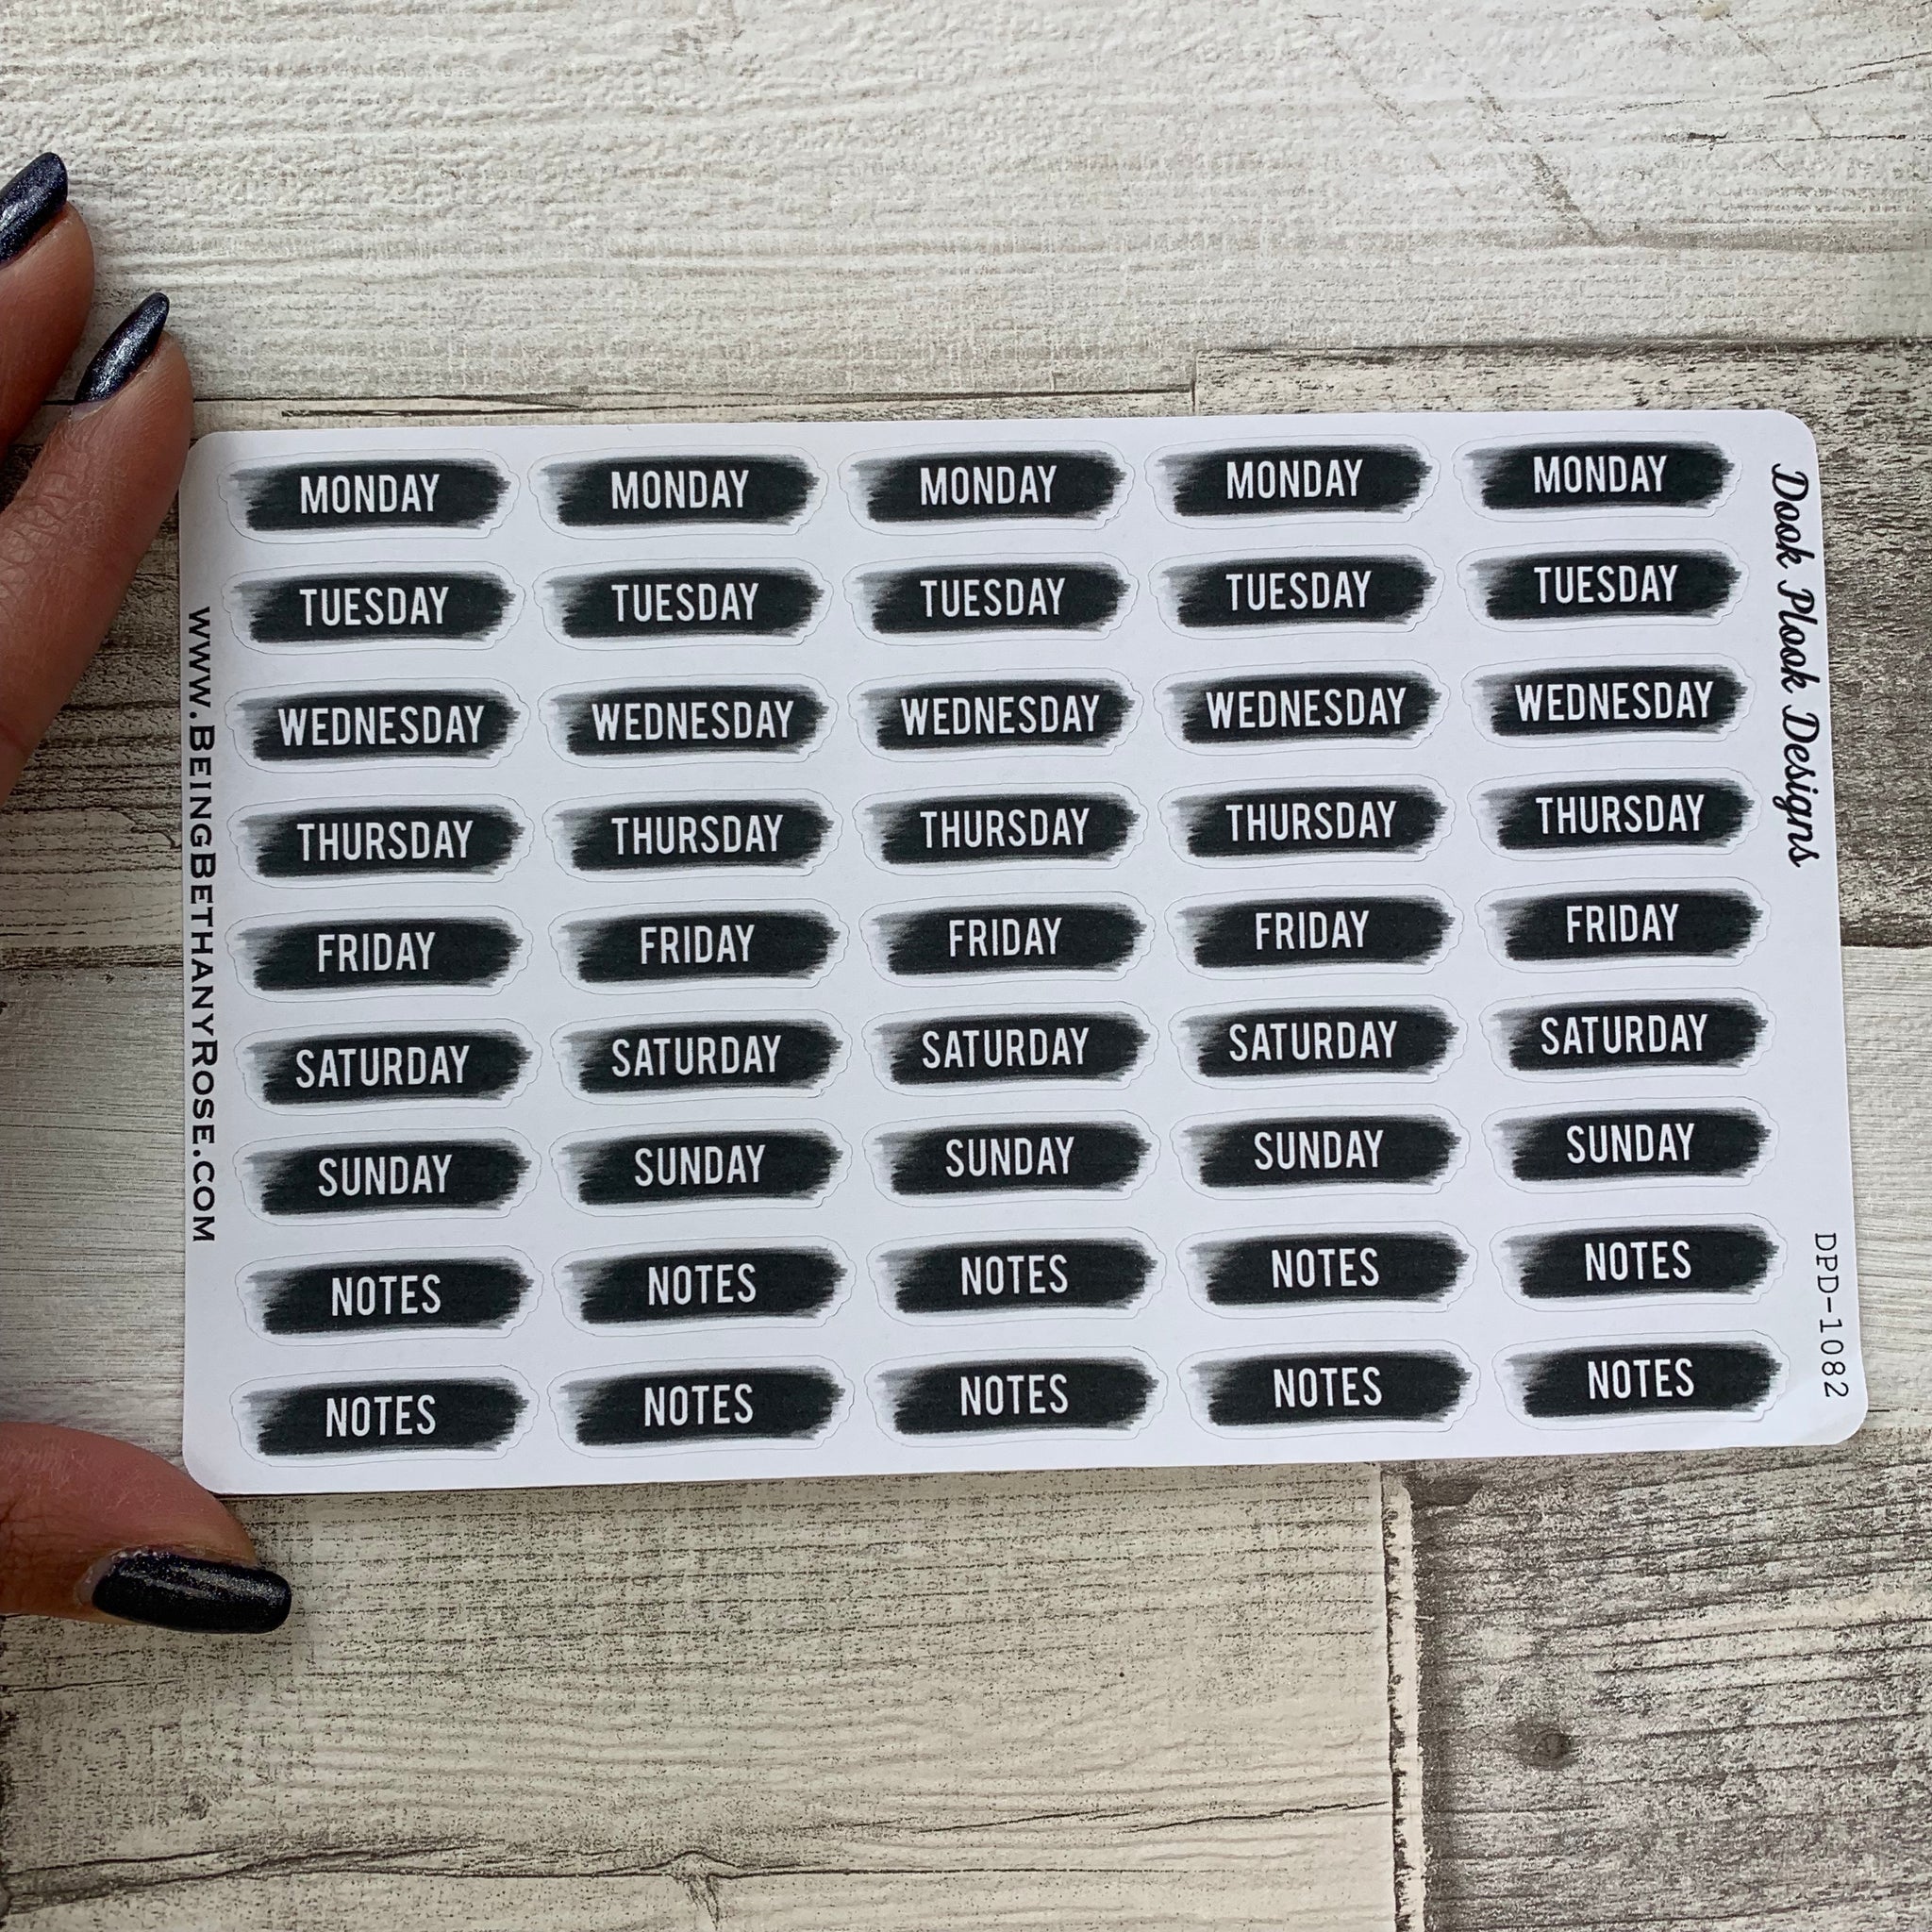 MONDAY MONDAY MONDAY MONDAY MONDAY
TUESDAY TUESDAY TUESDAY TUESDAY TUESDAY
WEDNESDAY WEDNESDAY WEDNESDAY WEDNESDAY WEDNESDAY
THURSDAY THURSDAY THURSDAY THURSDAY THURSDAY
FRIDAY FRIDAY FRIDAY FRIDAY FRIDAY
SATURDAY SATURDAY SATURDAY SATURDAY SATURDAY
SUNDAY SUNDAY SUNDAY SUNDAY SUNDAY
NOTES NOTES NOTES NOTES NOTES
NOTES NOTES NOTES NOTES NOTES
www.BeingBethanyRose.com
Dook Plook Designs
DPD-1082